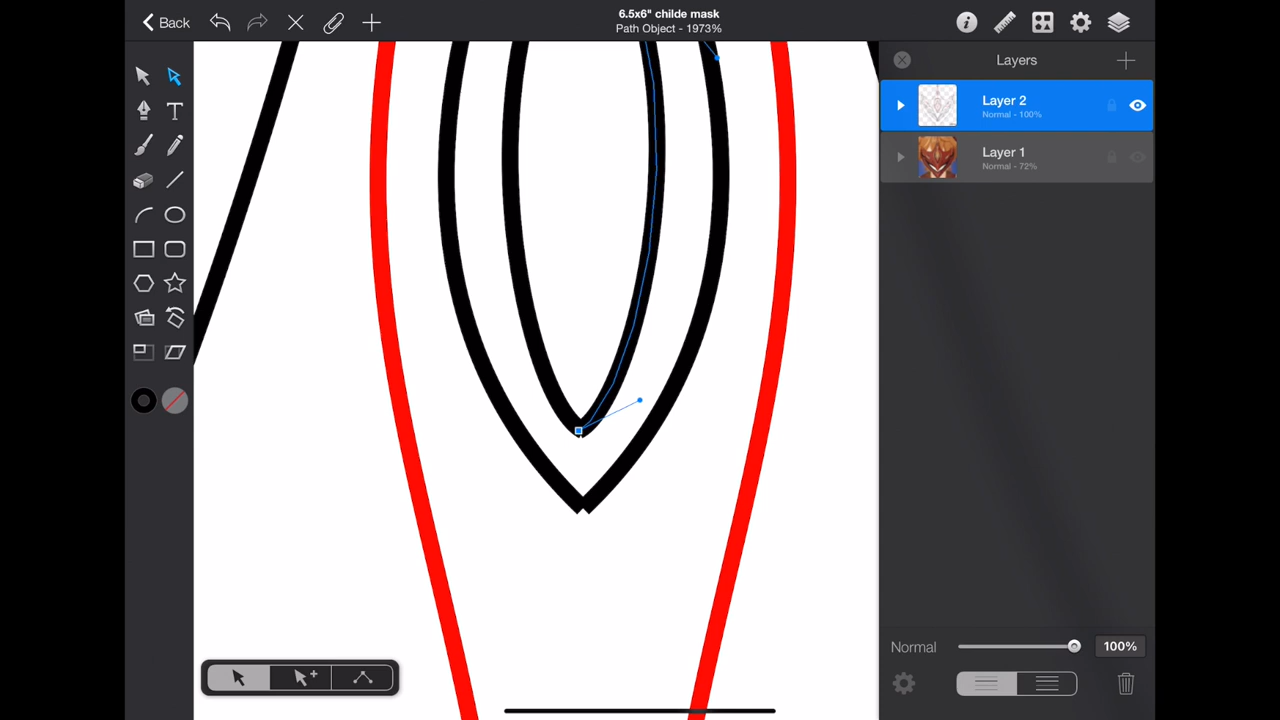 Back
6.5x6" childe mask
Path Object - 1973%
Layers
Layer 2
Normal - 100%
Layer 1
Normal - 72%
T
Normal
100%